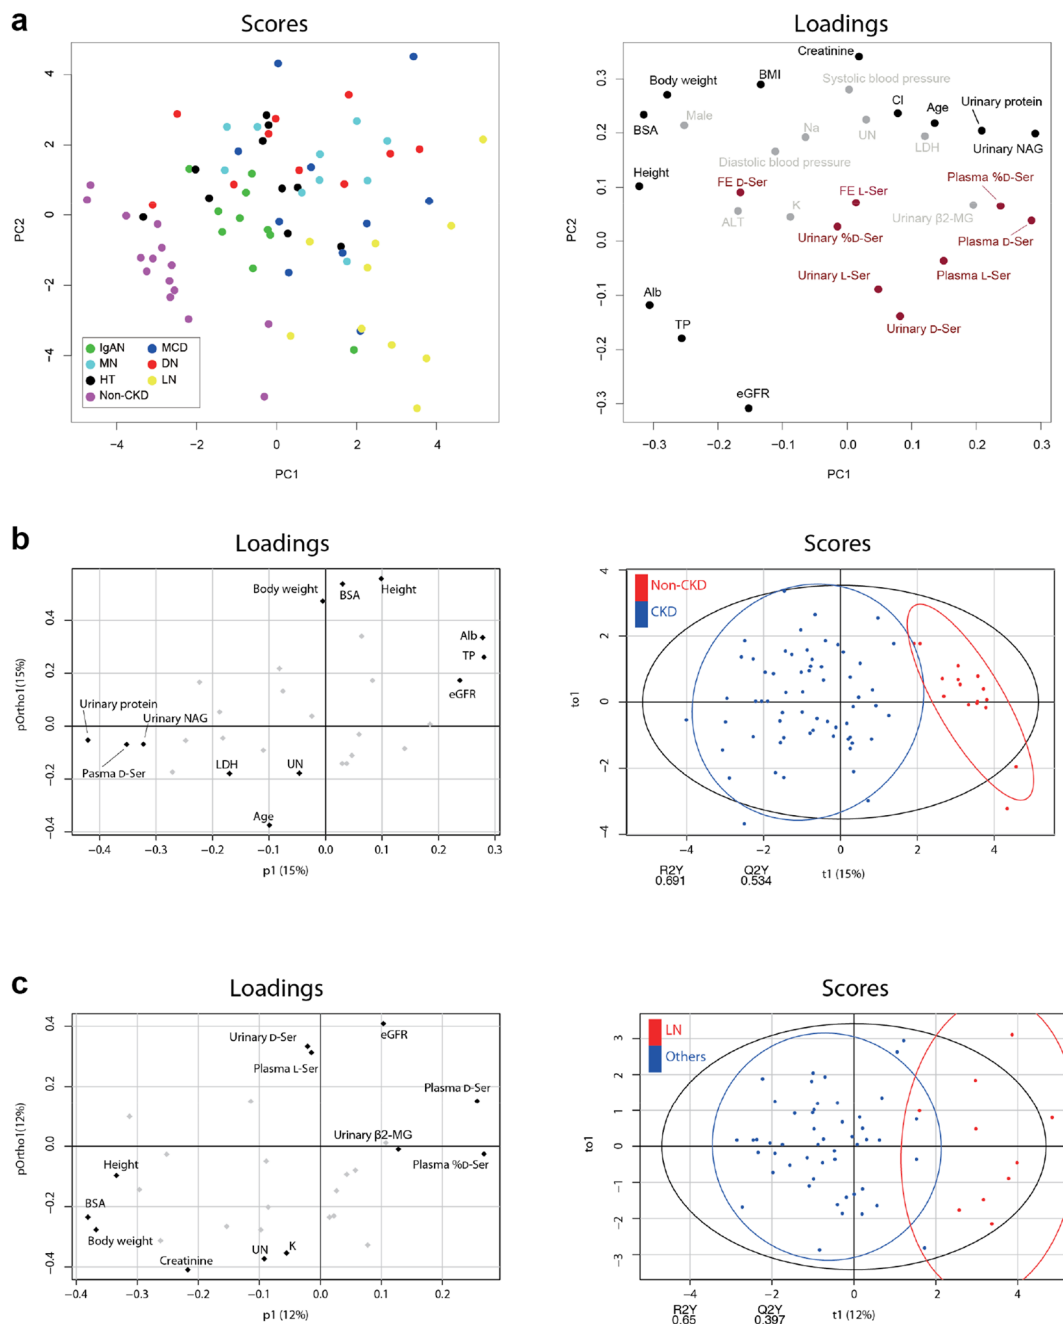 a
Scores
4
2
0
−2
−4
PC2
IgAN
MCD
MN
DN
HT
LN
Non-CKD
−4
−2
0
2
4
PC1
Loadings
Creatinine
Systolic blood pressure
Body weight
BMI
Cl
Age
Urinary protein
BSA
Male
Na
UN
LDH
Urinary NAG
Diastolic blood pressure
Height
FE D-Ser
FE L-Ser
Plasma %D-Ser
ALT
K
Urinary β2-MG
Urinary %D-Ser
Plasma D-Ser
Urinary L-Ser
Plasma L-Ser
Alb
Urinary D-Ser
TP
eGFR
0.3
0.2
0.1
0.0
−0.1
−0.2
−0.3
PC2
−0.3
−0.2
−0.1
0.0
0.1
0.2
0.3
PC1
b
Loadings
Body weight
BSA
Height
Alb
TP
eGFR
Urinary protein
Urinary NAG
Pasma D-Ser
LDH
UN
Age
0.4
0.2
0.0
−0.2
−0.4
pOrtho1 (15%)
−0.4
−0.3
−0.2
−0.1
0.0
0.1
0.2
0.3
p1 (15%)
Scores
Non-CKD
CKD
4
2
0
−2
−4
to1
−4
−2
0
2
4
R2Y
0.691
Q2Y
0.534
t1 (15%)
c
Loadings
Urinary D-Ser
eGFR
Plasma L-Ser
Plasma D-Ser
Urinary β2-MG
Plasma %D-Ser
Height
BSA
Body weight
UN
K
Creatinine
0.4
0.2
0.0
−0.2
−0.4
pOrtho1 (12%)
−0.4
−0.3
−0.2
−0.1
0.0
0.1
0.2
p1 (12%)
Scores
LN
Others
3
2
1
0
−1
−2
−3
to1
−4
−2
0
2
4
R2Y
0.65
Q2Y
0.397
t1 (12%)